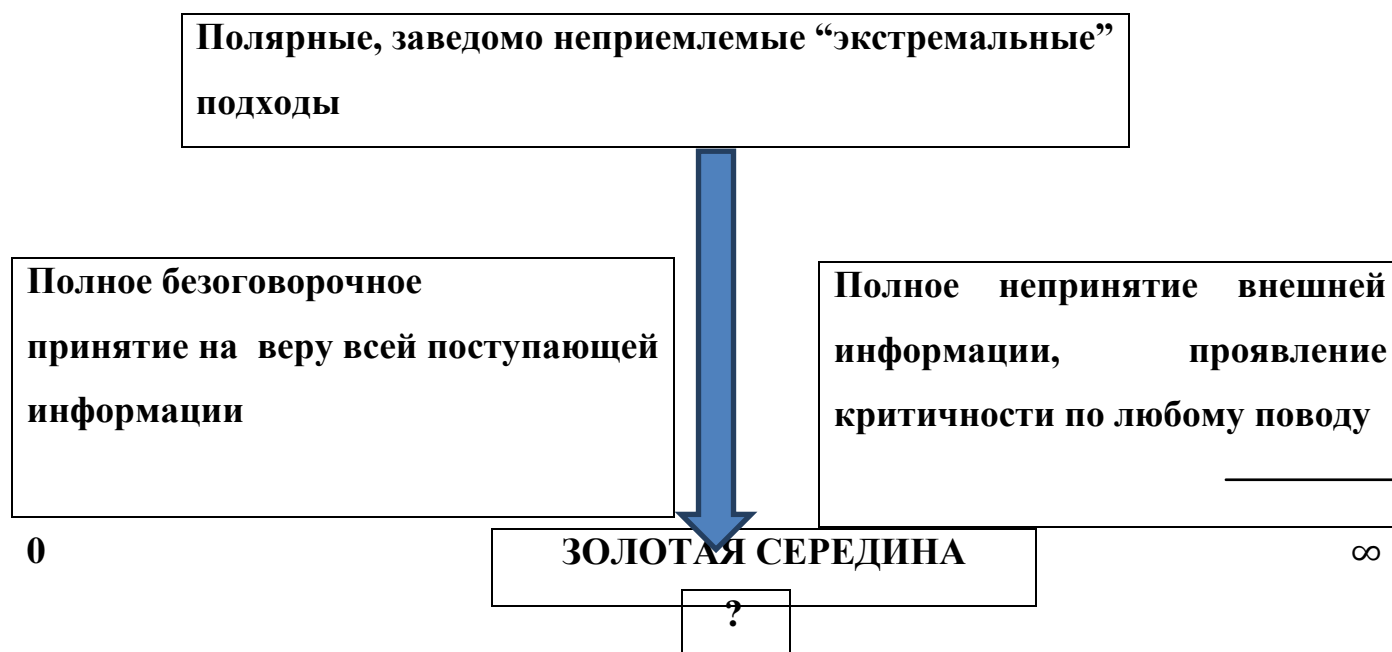 Полярные, заведомо неприемлемые “экстремальные”
подходы
Полное безоговорочное
принятие на веру всей поступающей
информации
Полное непринятие внешней
информации, проявление
критичности по любому поводу
0
ЗОЛОТАЯ СЕРЕДИНА
∞
?